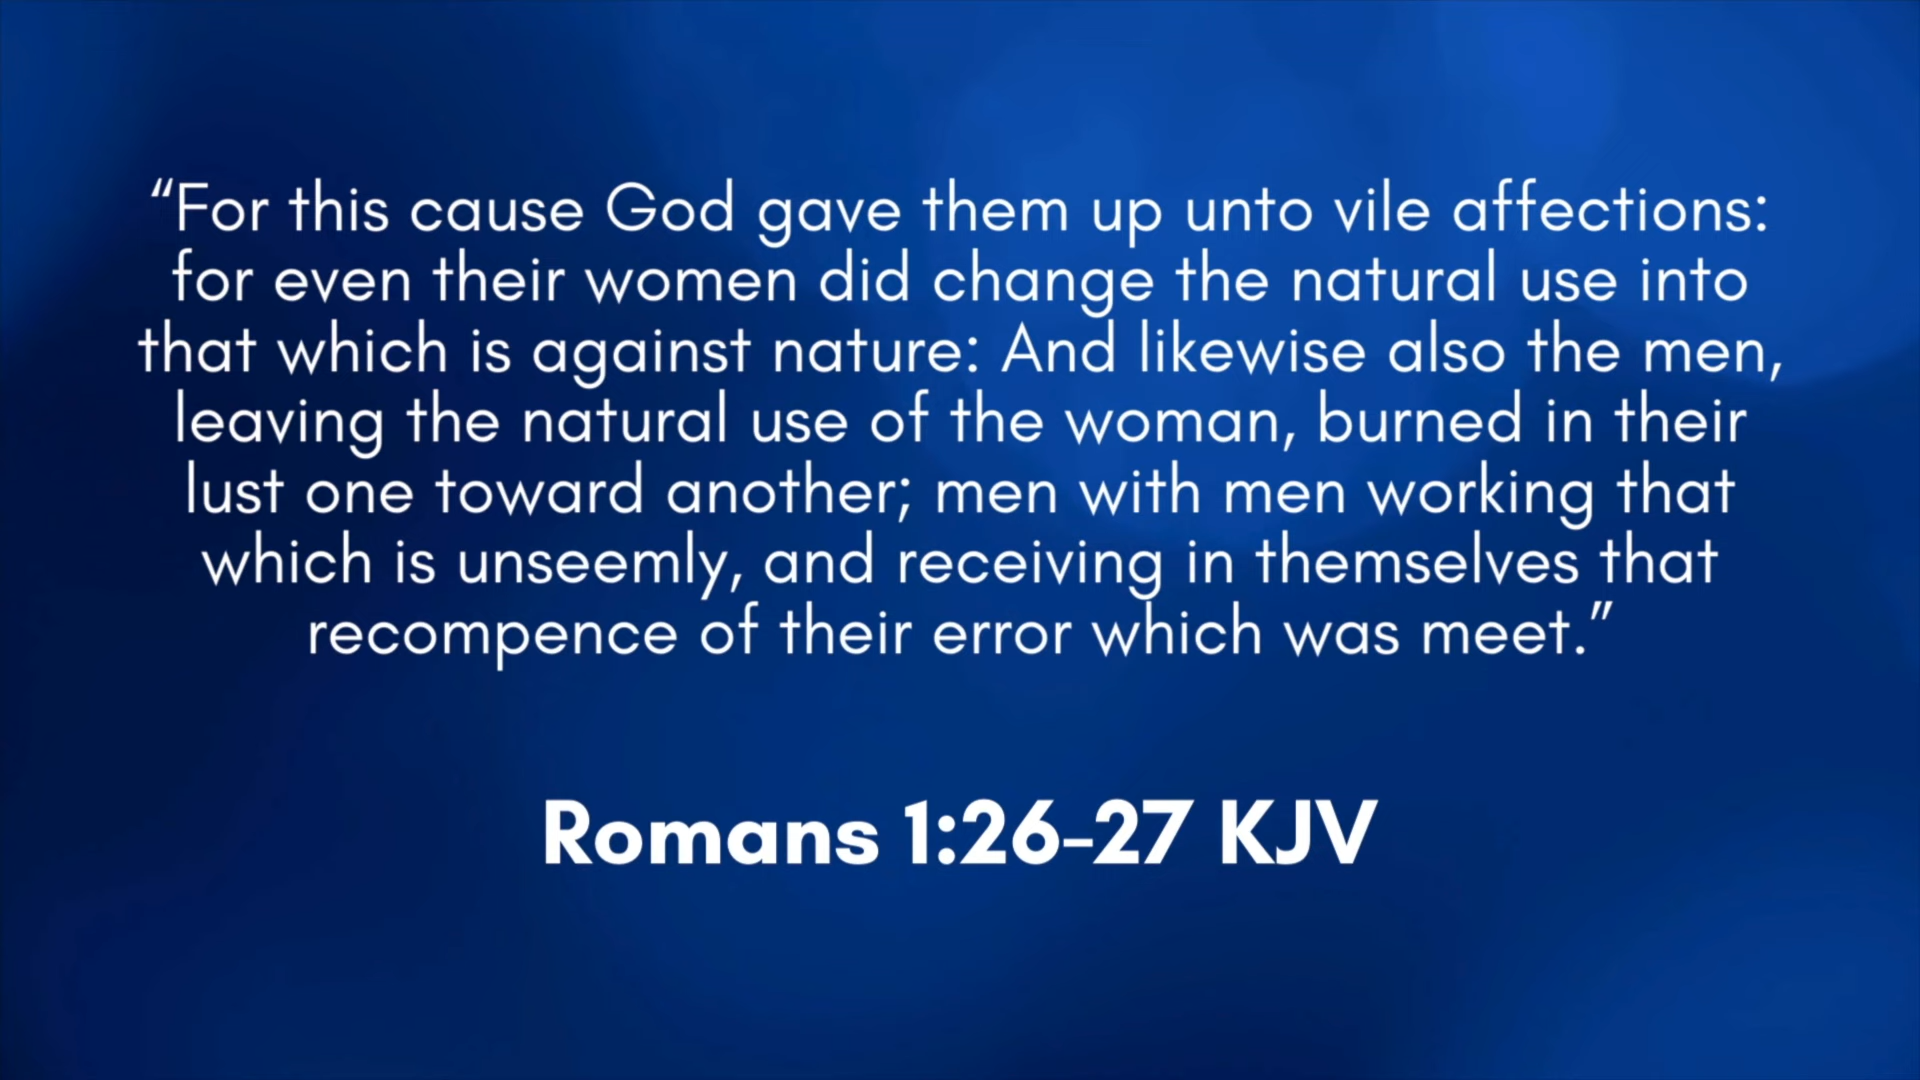 “For this cause God gave them up unto vile affections:
for even their women did change the natural use into
that which is against nature: And likewise also the men,
leaving the natural use of the woman, burned in their
lust one toward another; men with men working that
which is unseemly, and receiving in themselves that
recompence of their error which was meet.”
Romans 1:26-27 KJV